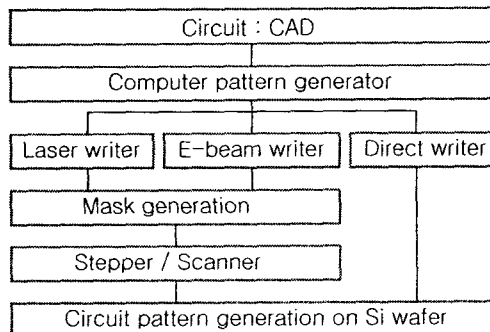 Circuit : CAD
Computer pattern generator
Laser writer
E-beam writer
Direct writer
Mask generation
Stepper / Scanner
Circuit pattern generation on Si wafer